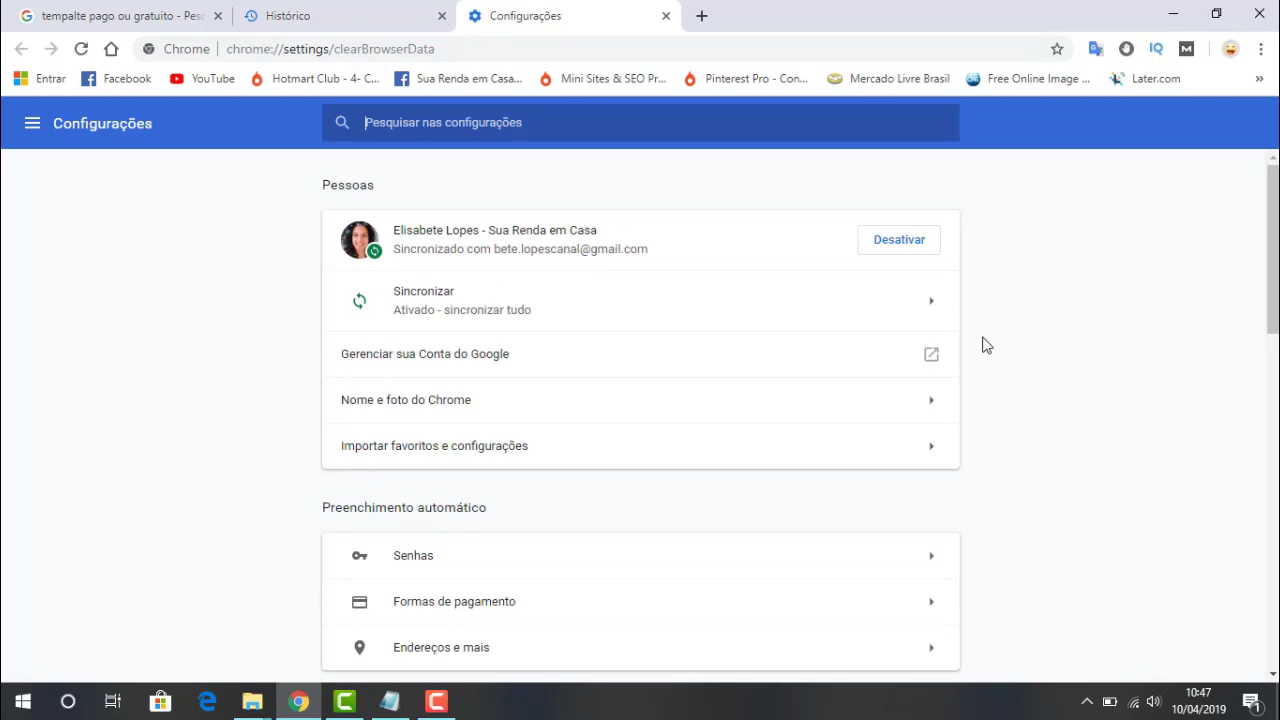 tempalte pago ou gratuito - Pesc
Histórico
Configurações
Chrome
chrome://settings/clearBrowserData
Entrar
Facebook
YouTube
Hotmart Club - 4- C...
Sua Renda em Casa...
Mini Sites & SEO Pr...
Pinterest Pro - Con...
Mercado Livre Brasil
Free Online Image ...
Later.com
Configurações
Pesquisar nas configurações
Pessoas
Elisabete Lopes - Sua Renda em Casa
Sincronizado com bete.lopescanal@gmail.com
Desativar
Sincronizar
Ativado - sincronizar tudo
Gerenciar sua Conta do Google
Nome e foto do Chrome
Importar favoritos e configurações
Preenchimento automático
Senhas
Formas de pagamento
Endereços e mais
10:47
10/04/2019